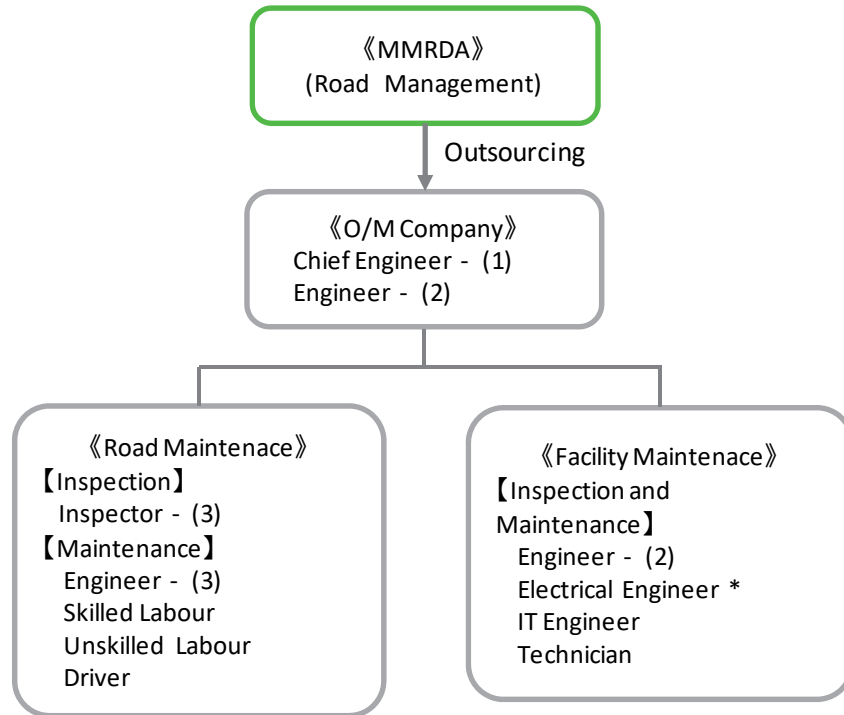 《MMRDA》
(Road Management)
Outsourcing
《O/M Company》
Chief Engineer - (1)
Engineer - (2)
《Road Maintenace》
【Inspection】
Inspector - (3)
【Maintenance】
Engineer - (3)
Skilled Labour
Unskilled Labour
Driver
《Facility Maintenace》
【Inspection and
Maintenance】
Engineer - (2)
Electrical Engineer *
IT Engineer
Technician